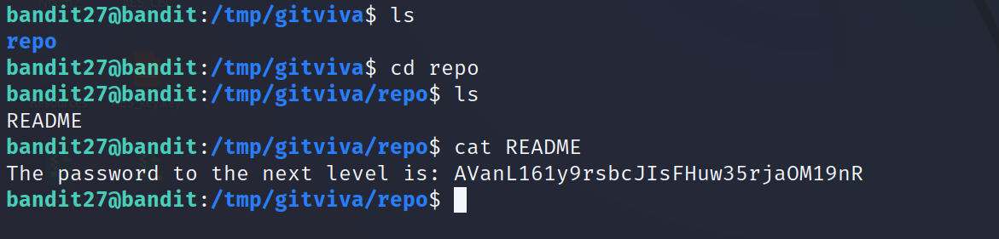 bandit27@bandit:/tmp/gitviva$ ls
repo
bandit27@bandit:/tmp/gitviva$ cd repo
bandit27@bandit:/tmp/gitviva/repo$ ls
README
bandit27@bandit:/tmp/gitviva/repo$ cat README
The password to the next level is: AVanL161y9rsbcJIsFHuw35rjaOM19nR
bandit27@bandit:/tmp/gitviva/repo$